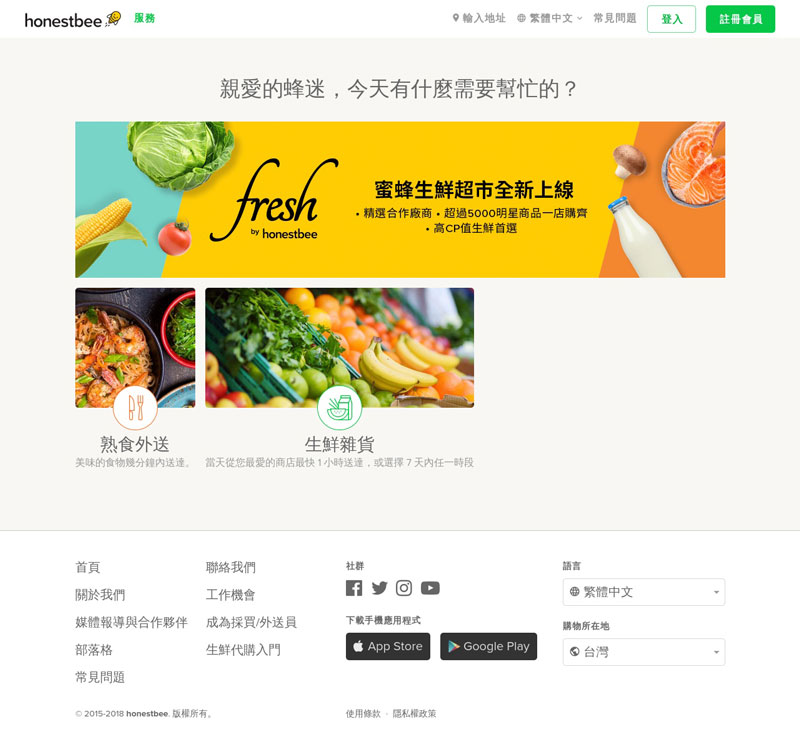 honestbee 服務 輸入地址 繁體中文 常見問題 登入 註冊會員
親愛的蜂迷，今天有什麼需要幫忙的？
fresh
by honestbee
蜜蜂生鮮超市全新上線
• 精選合作廠商 • 超過5000明星商品一店購齊
• 高CP值生鮮首選
熟食外送
美味的食物幾分鐘內送達。
生鮮雜貨
當天從您最愛的商店最快 1 小時送達，或選擇 7 天內任一時段
首頁
關於我們
媒體報導與合作夥伴
部落格
常見問題
聯絡我們
工作機會
成為採買/外送員
生鮮代購入門
社群
下載手機應用程式
App Store
Google Play
語言
繁體中文
購物所在地
台灣
© 2015-2018 honestbee. 版權所有。
使用條款 - 隱私權政策